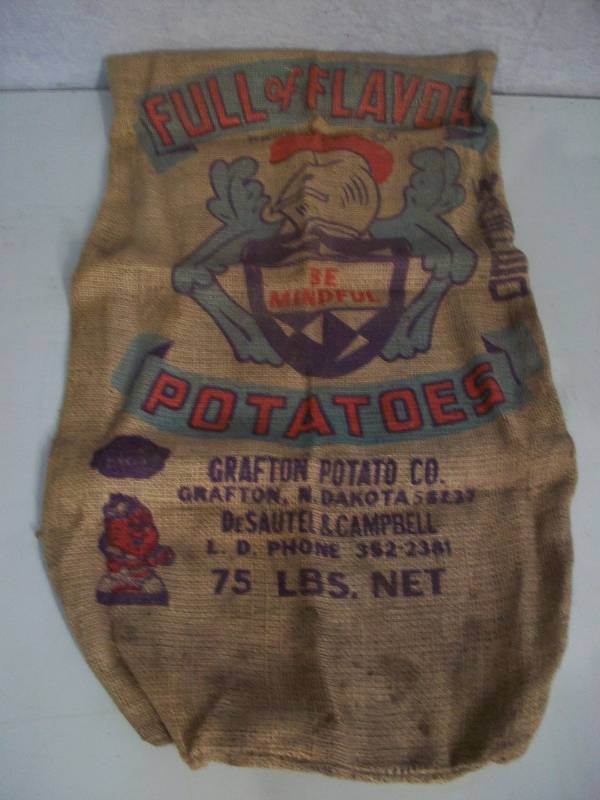 FULL of FLAVOR
BE
MINDFUL
POTATOES
GRAFTON POTATO CO.
GRAFTON, N. DAKOTA 58237
DeSAUTEL & CAMPBELL
L. D. PHONE 352-2381
75 LBS. NET